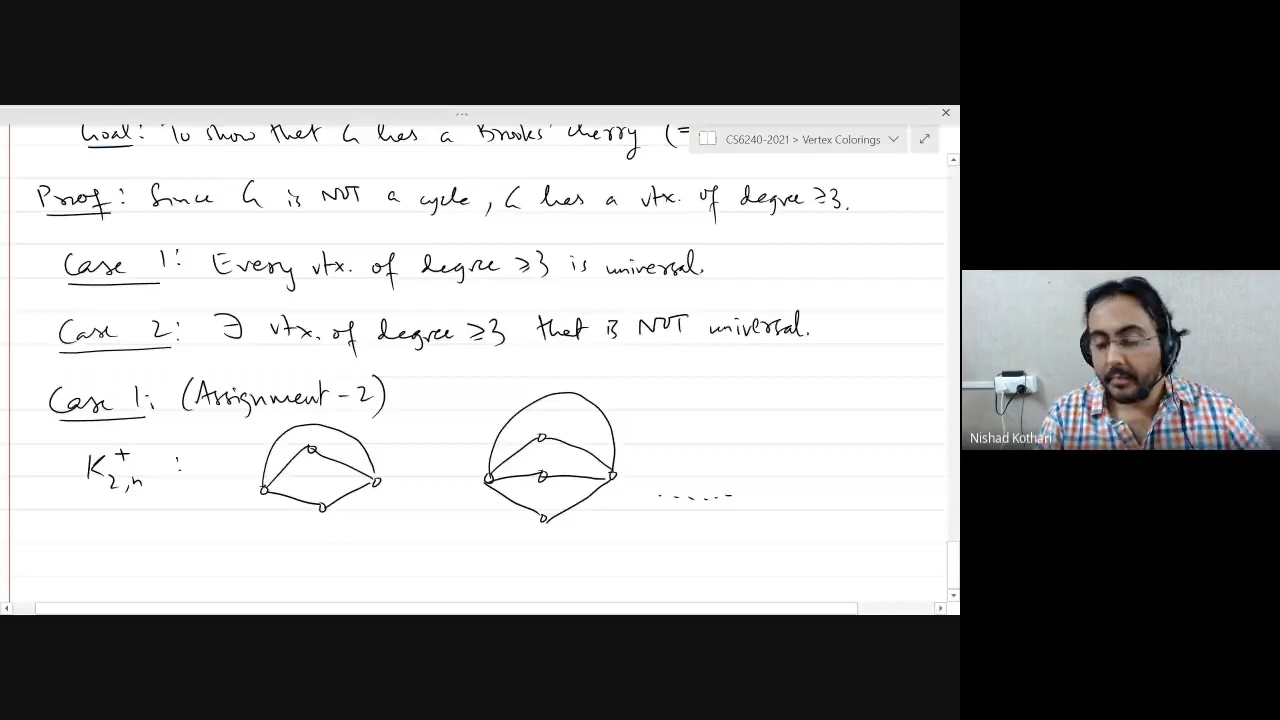 Goal: To show that G has a Brooks' cherry (=
CS6240-2021 > Vertex Colorings
Proof: Since G is NOT a cycle, G has a vtx. of degree ≥3.
Case 1: Every vtx. of degree ≥3 is universal.
Case 2: ∃ vtx. of degree ≥3 that is NOT universal.
Case 1: (Assignment-2)
K⁺₂,ₙ :
Nishad Kothari